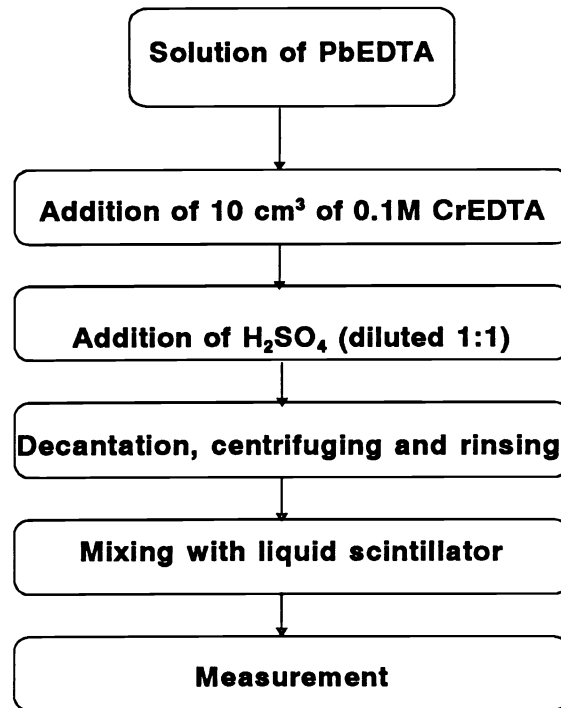 Solution of PbEDTA
Addition of 10 cm³ of 0.1M CrEDTA
Addition of H₂SO₄ (diluted 1:1)
Decantation, centrifuging and rinsing
Mixing with liquid scintillator
Measurement